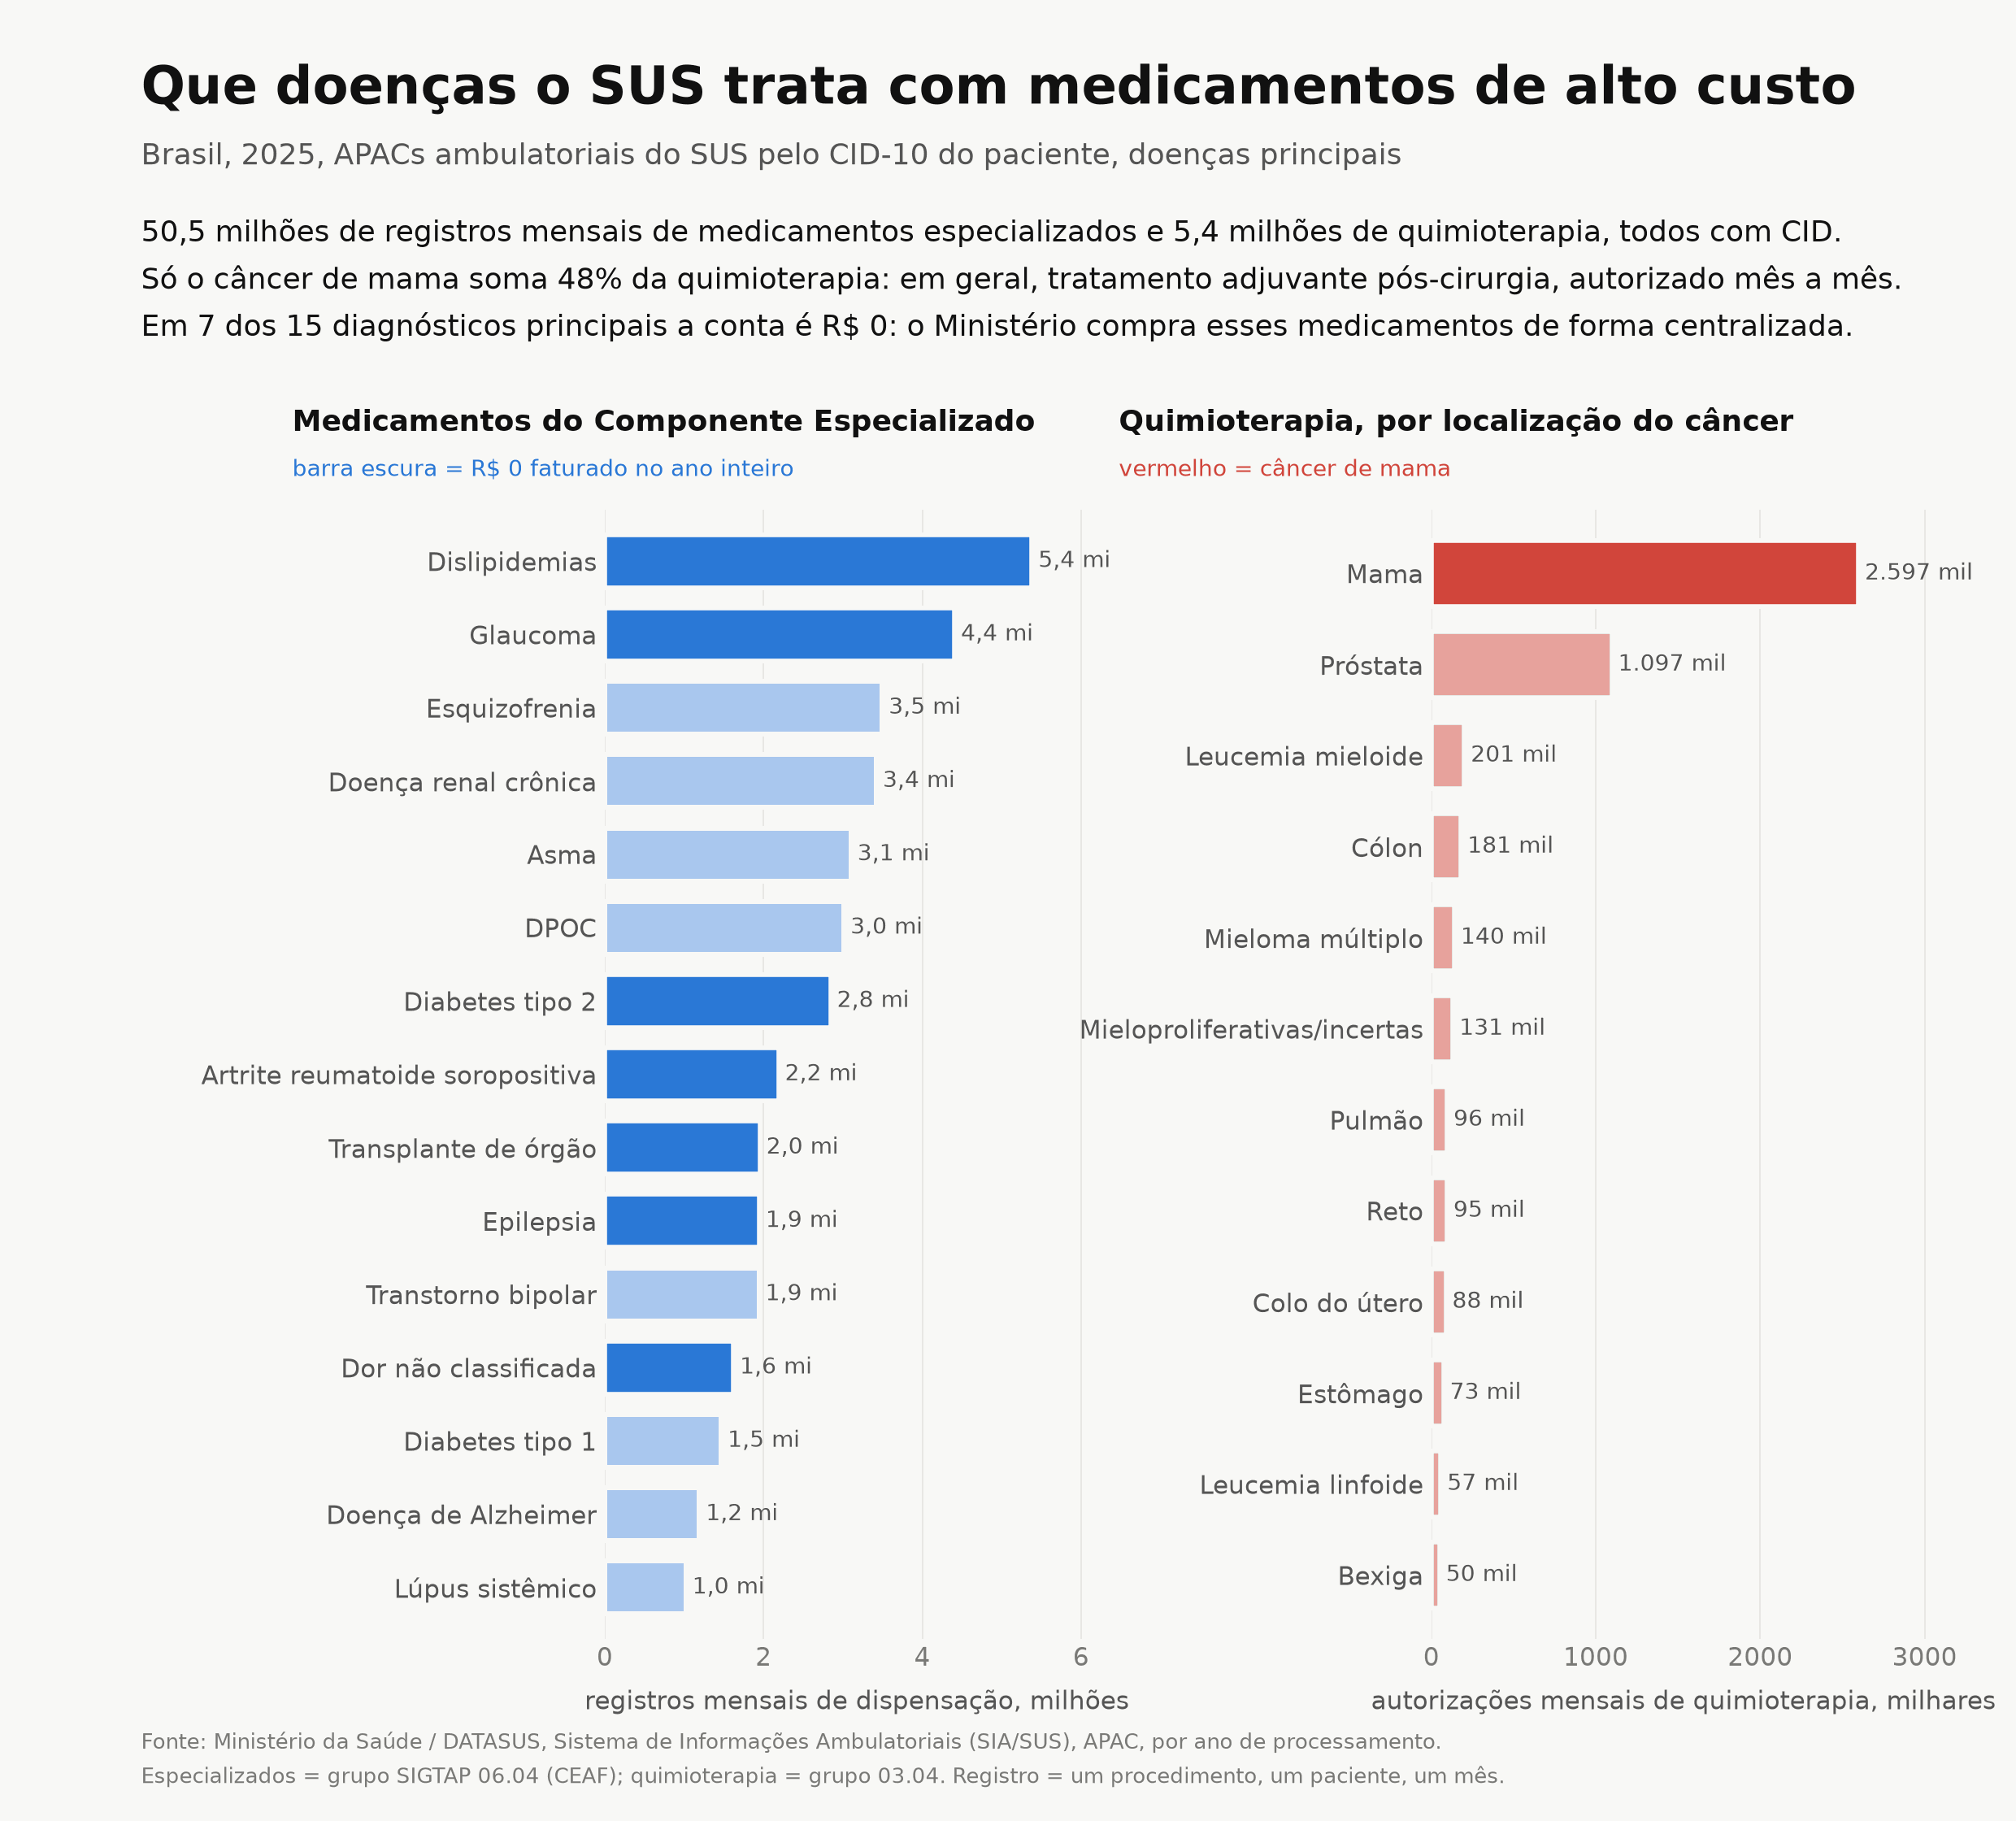 Que doenças o SUS trata com medicamentos de alto custo
Brasil, 2025, APACs ambulatoriais do SUS pelo CID-10 do paciente, doenças principais
50,5 milhões de registros mensais de medicamentos especializados e 5,4 milhões de quimioterapia, todos com CID.
Só o câncer de mama soma 48% da quimioterapia: em geral, tratamento adjuvante pós-cirurgia, autorizado mês a mês.
Em 7 dos 15 diagnósticos principais a conta é R$ 0: o Ministério compra esses medicamentos de forma centralizada.
Medicamentos do Componente Especializado
barra escura = R$ 0 faturado no ano inteiro
Dislipidemias 5,4 mi
Glaucoma 4,4 mi
Esquizofrenia 3,5 mi
Doença renal crônica 3,4 mi
Asma 3,1 mi
DPOC 3,0 mi
Diabetes tipo 2 2,8 mi
Artrite reumatoide soropositiva 2,2 mi
Transplante de órgão 2,0 mi
Epilepsia 1,9 mi
Transtorno bipolar 1,9 mi
Dor não classificada 1,6 mi
Diabetes tipo 1 1,5 mi
Doença de Alzheimer 1,2 mi
Lúpus sistêmico 1,0 mi
0 2 4 6
registros mensais de dispensação, milhões
Quimioterapia, por localização do câncer
vermelho = câncer de mama
Mama 2.597 mil
Próstata 1.097 mil
Leucemia mieloide 201 mil
Cólon 181 mil
Mieloma múltiplo 140 mil
Mieloproliferativas/incertas 131 mil
Pulmão 96 mil
Reto 95 mil
Colo do útero 88 mil
Estômago 73 mil
Leucemia linfoide 57 mil
Bexiga 50 mil
0 1000 2000 3000
autorizações mensais de quimioterapia, milhares
Fonte: Ministério da Saúde / DATASUS, Sistema de Informações Ambulatoriais (SIA/SUS), APAC, por ano de processamento.
Especializados = grupo SIGTAP 06.04 (CEAF); quimioterapia = grupo 03.04. Registro = um procedimento, um paciente, um mês.